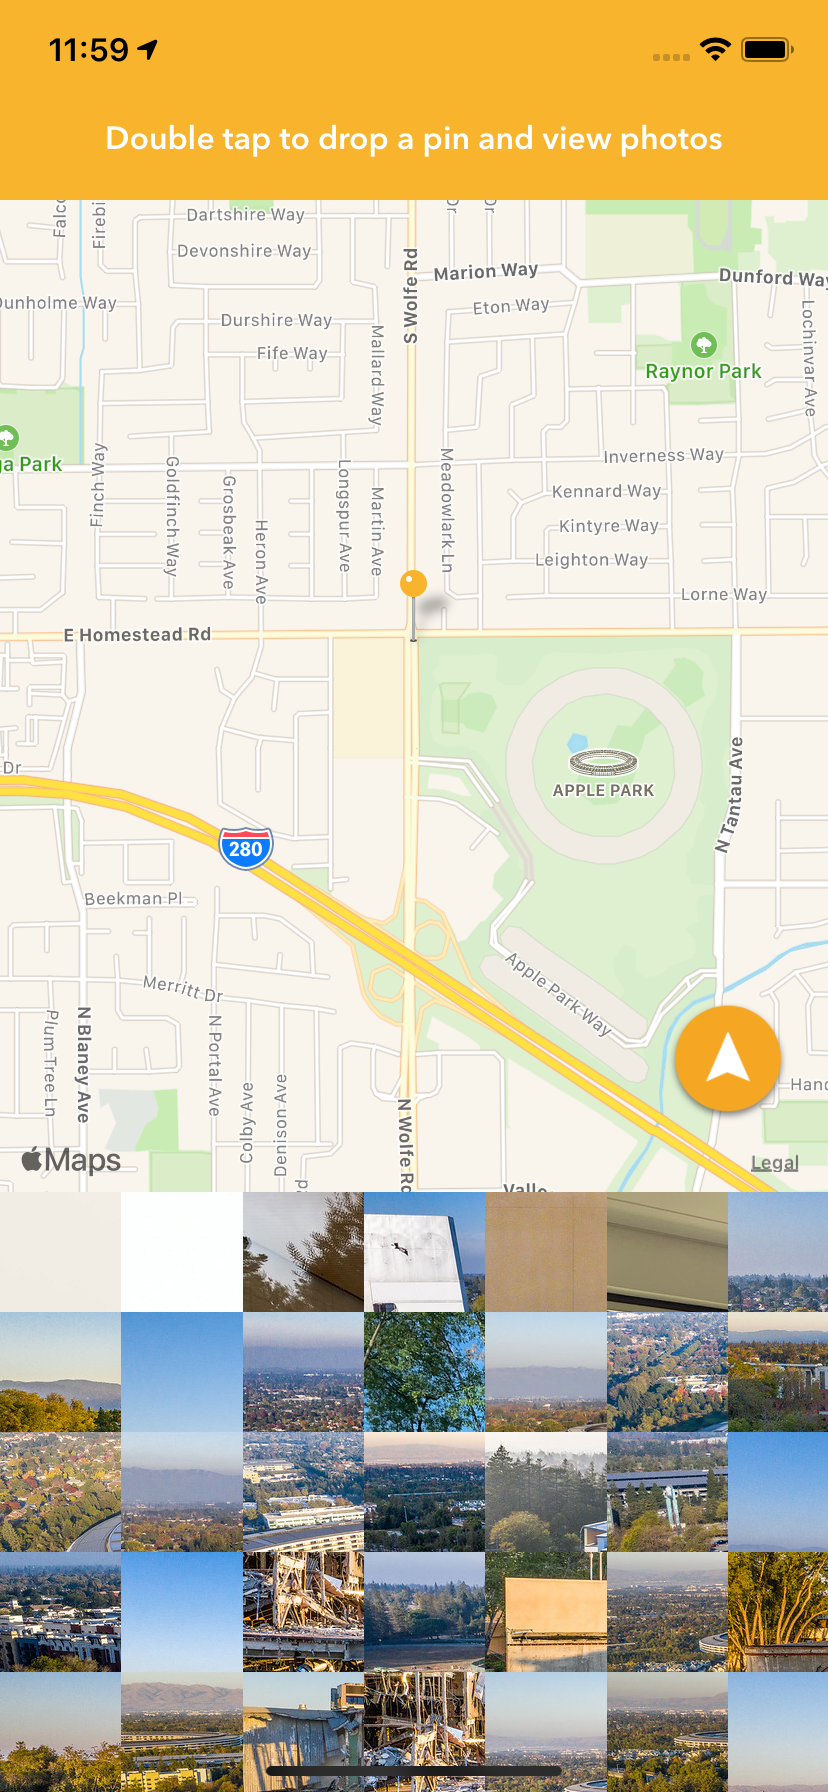 11:59
Double tap to drop a pin and view photos
Dartshire Way
Devonshire Way
S Wolfe Rd
Marion Way
Dunford Way
Dunholme Way
Eton Way
Durshire Way
Fife Way
Mallard Way
Lochinvar Ave
Raynor Park
ga Park
Finch Way
Goldfinch Way
Grosbeak Ave
Heron Ave
Longspur Ave
Martin Ave
Meadowlark Ln
Inverness Way
Kennard Way
Kintyre Way
Leighton Way
Lorne Way
E Homestead Rd
Dr
APPLE PARK
N Tantau Ave
280
Beekman Pl
Apple Park Way
Merritt Dr
Plum Tree Ln
N Blaney Ave
N Portal Ave
Colby Ave
Denison Ave
N Wolfe Rd
Hanc
Maps
Legal